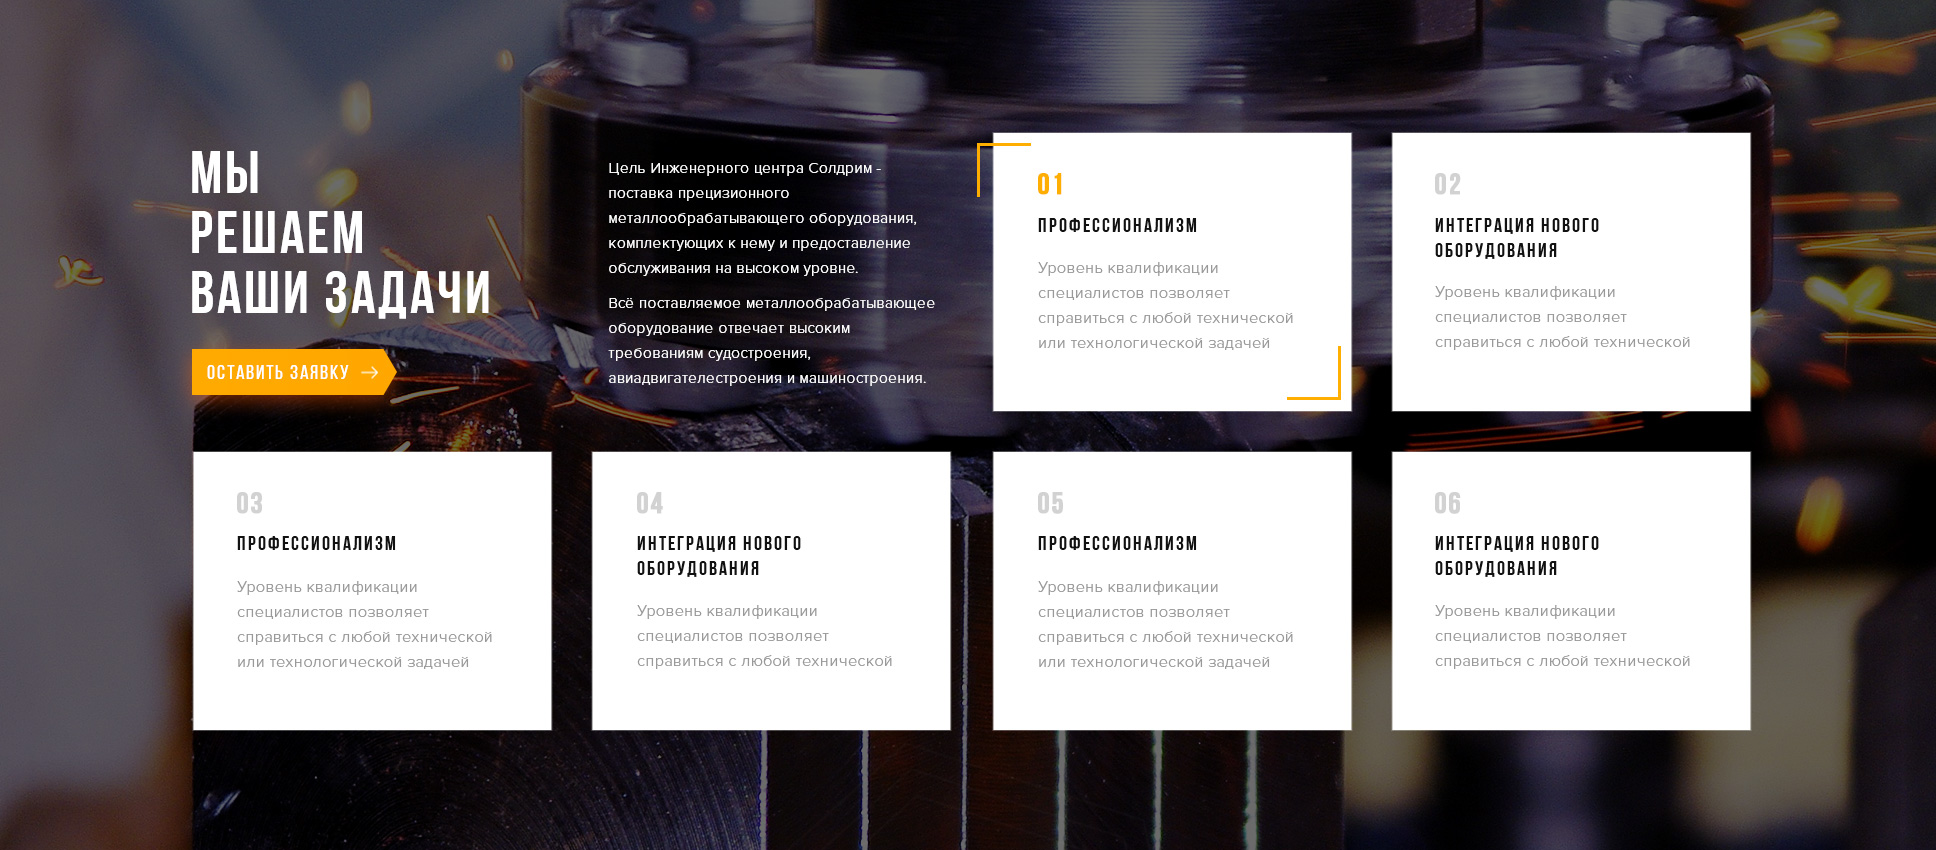 МЫ
РЕШАЕМ
ВАШИ ЗАДАЧИ
ОСТАВИТЬ ЗАЯВКУ
Цель Инженерного центра Солдрим -
поставка прецизионного
металлообрабатывающего оборудования,
комплектующих к нему и предоставление
обслуживания на высоком уровне.
Всё поставляемое металлообрабатывающее
оборудование отвечает высоким
требованиям судостроения,
авиадвигателестроения и машиностроения.
01
ПРОФЕССИОНАЛИЗМ
Уровень квалификации
специалистов позволяет
справиться с любой технической
или технологической задачей
02
ИНТЕГРАЦИЯ НОВОГО
ОБОРУДОВАНИЯ
Уровень квалификации
специалистов позволяет
справиться с любой технической
03
ПРОФЕССИОНАЛИЗМ
Уровень квалификации
специалистов позволяет
справиться с любой технической
или технологической задачей
04
ИНТЕГРАЦИЯ НОВОГО
ОБОРУДОВАНИЯ
Уровень квалификации
специалистов позволяет
справиться с любой технической
05
ПРОФЕССИОНАЛИЗМ
Уровень квалификации
специалистов позволяет
справиться с любой технической
или технологической задачей
06
ИНТЕГРАЦИЯ НОВОГО
ОБОРУДОВАНИЯ
Уровень квалификации
специалистов позволяет
справиться с любой технической